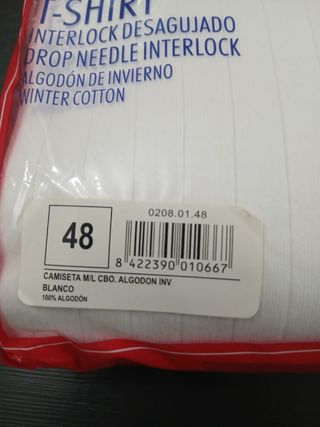 T-SHIRT
INTERLOCK DESAGUJADO
DROP NEEDLE INTERLOCK
ALGODÓN DE INVIERNO
WINTER COTTON
0208.01.48
48
8 422390 010667
CAMISETA M/L CBO. ALGODON INV
BLANCO
100% ALGODÓN